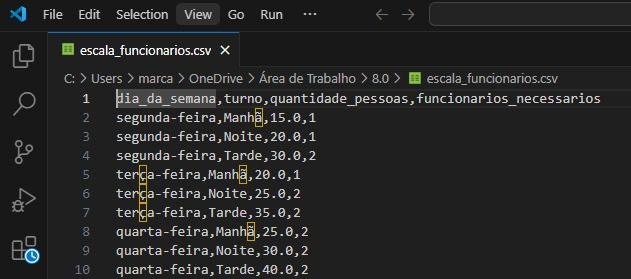 File Edit Selection View Go Run
escala_funcionarios.csv
C: > Users > marca > OneDrive > Área de Trabalho > 8.0 > escala_funcionarios.csv
1 dia_da_semana,turno,quantidade_pessoas,funcionarios_necessarios
2 segunda-feira,Manhã,15.0,1
3 segunda-feira,Noite,20.0,1
4 segunda-feira,Tarde,30.0,2
5 terça-feira,Manhã,20.0,1
6 terça-feira,Noite,25.0,2
7 terça-feira,Tarde,35.0,2
8 quarta-feira,Manhã,25.0,2
9 quarta-feira,Noite,30.0,2
10 quarta-feira,Tarde,40.0,2